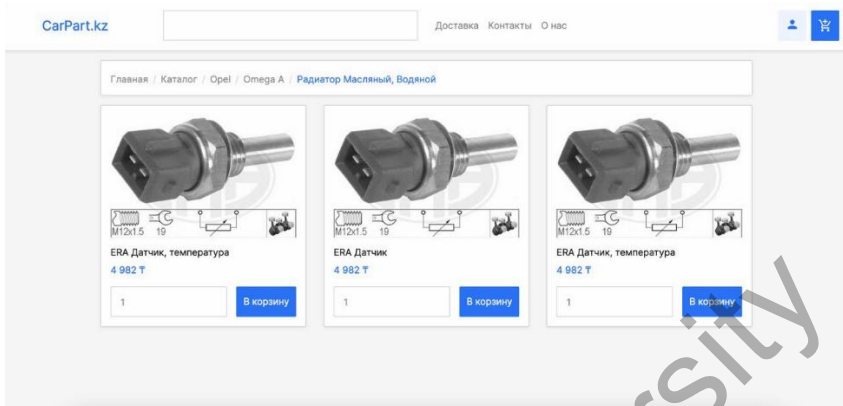 CarPart.kz
Доставка Контакты О нас
Главная / Каталог / Opel / Omega A / Радиатор Масляный, Водяной
M12x1.5 19
M12x1.5 19
M12x1.5 19
ERA Датчик, температура
ERA Датчик
ERA Датчик, температура
4 982 ₸
4 982 ₸
4 982 ₸
1 В корзину
1 В корзину
1 В корзину
rsity